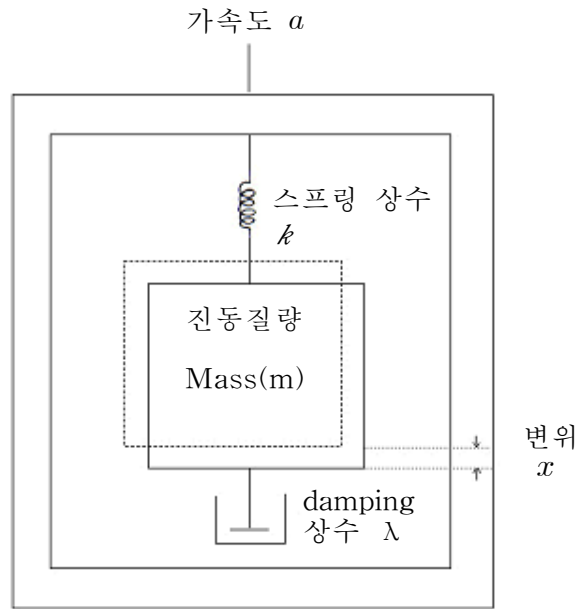 가속도 a
스프링 상수
k
진동질량
Mass(m)
변위
x
damping
상수 λ